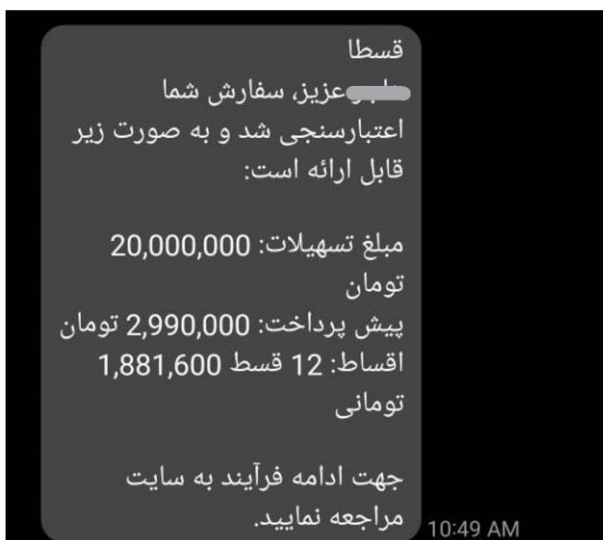 قسطا
عزیز، سفارش شما
اعتبارسنجی شد و به صورت زیر
قابل ارائه است:
مبلغ تسهیلات: 20,000,000
تومان
پیش پرداخت: 2,990,000 تومان
اقساط: 12 قسط 1,881,600
تومانی
جهت ادامه فرآیند به سایت
مراجعه نمایید.
10:49 AM